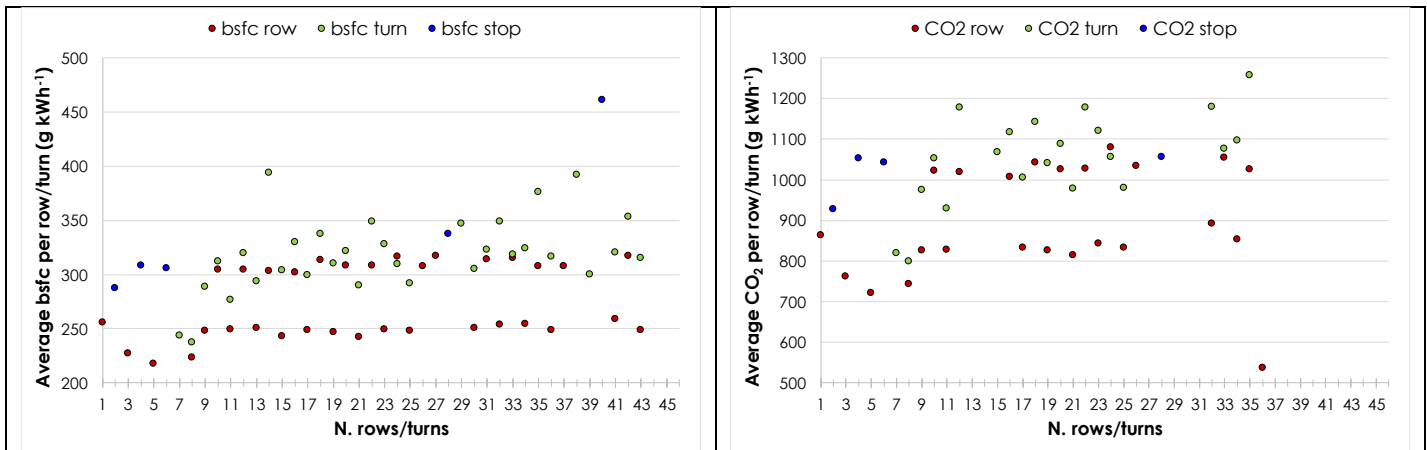 bsfc row bsfc turn bsfc stop
Average bsfc per row/turn (g kWh⁻¹)
500
450
400
350
300
250
200
1 3 5 7 9 11 13 15 17 19 21 23 25 27 29 31 33 35 37 39 41 43 45
N. rows/turns
CO2 row CO2 turn CO2 stop
Average CO₂ per row/turn (g kWh⁻¹)
1300
1200
1100
1000
900
800
700
600
500
1 3 5 7 9 11 13 15 17 19 21 23 25 27 29 31 33 35 37 39 41 43 45
N. rows/turns